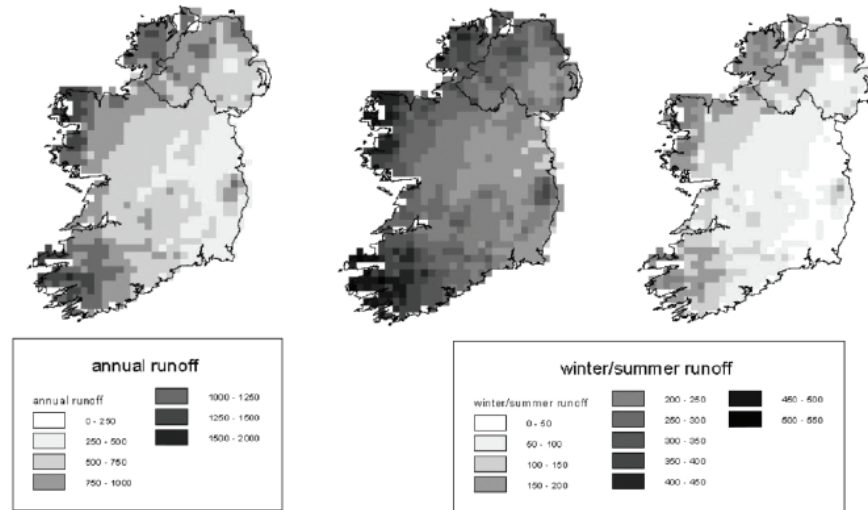 annual runoff
annual runoff
0 - 250
250 - 500
500 - 750
750 - 1000
1000 - 1250
1250 - 1500
1500 - 2000
winter/summer runoff
winter/summer runoff
0 - 50
50 - 100
100 - 150
150 - 200
200 - 250
250 - 300
300 - 350
350 - 400
400 - 450
450 - 500
500 - 550